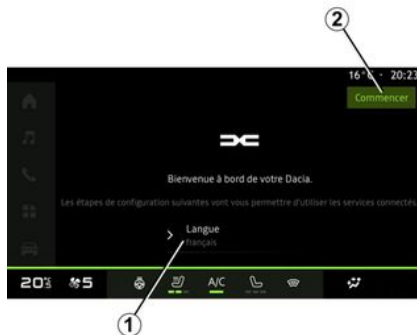 2
16°C - 20:23
Commencer
Bienvenue à bord de votre Dacia.
Les étapes de configuration suivantes vont vous permettre d'utiliser les services connectés.
Langue
français
20 5 A/C
1